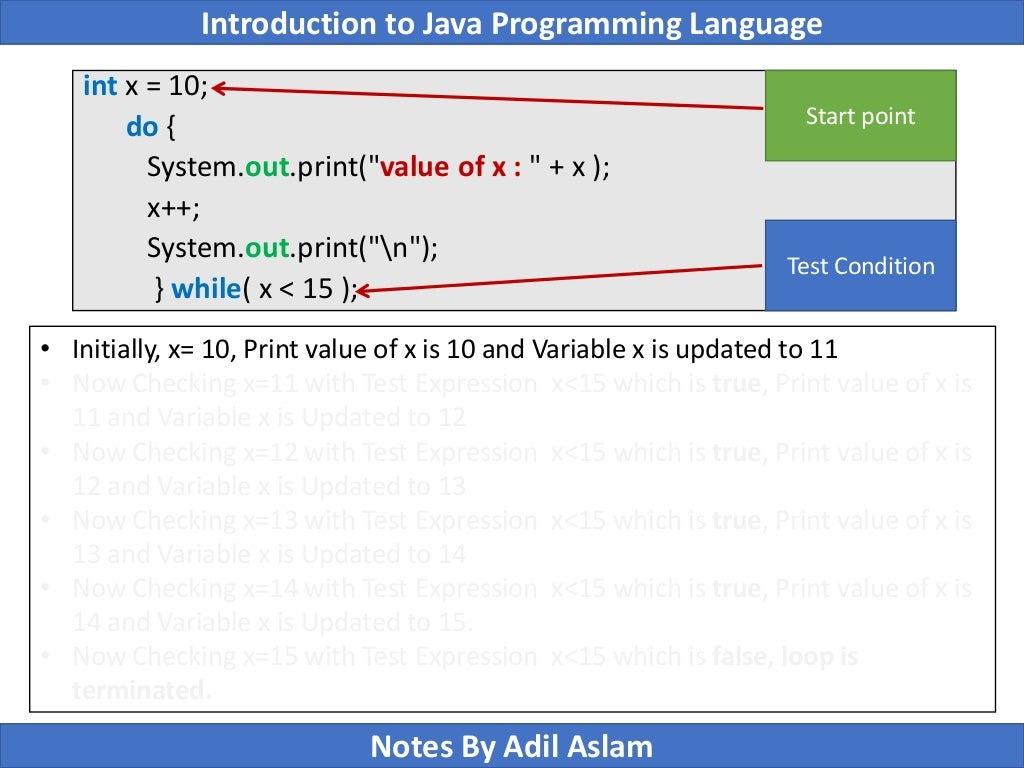 Introduction to Java Programming Language
int x = 10;
do {
System.out.print("value of x : " + x );
x++;
System.out.print("\n");
} while( x < 15 );
Start point
Test Condition
• Initially, x= 10, Print value of x is 10 and Variable x is updated to 11
• Now Checking x=11 with Test Expression x<15 which is true, Print value of x is
11 and Variable x is Updated to 12
• Now Checking x=12 with Test Expression x<15 which is true, Print value of x is
12 and Variable x is Updated to 13
• Now Checking x=13 with Test Expression x<15 which is true, Print value of x is
13 and Variable x is Updated to 14
• Now Checking x=14 with Test Expression x<15 which is true, Print value of x is
14 and Variable x is Updated to 15.
• Now Checking x=15 with Test Expression x<15 which is false, loop is
terminated.
Notes By Adil Aslam